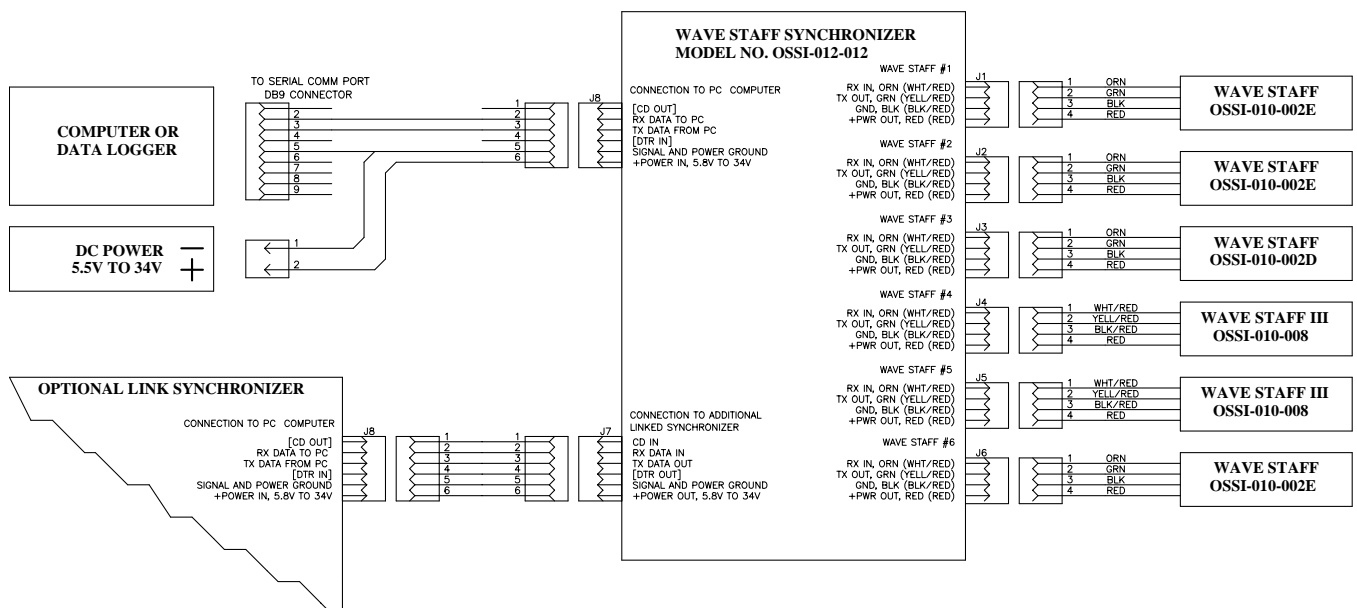 WAVE STAFF SYNCHRONIZER
MODEL NO. OSSI-012-012
COMPUTER OR
DATA LOGGER
TO SERIAL COMM PORT
DB9 CONNECTOR
1
2
3
4
5
6
7
8
9
DC POWER
5.5V TO 34V
1
2
1
2
3
4
5
6
J8
CONNECTION TO PC COMPUTER
[CD OUT]
RX DATA TO PC
TX DATA FROM PC
[DTR IN]
SIGNAL AND POWER GROUND
+POWER IN, 5.8V TO 34V
OPTIONAL LINK SYNCHRONIZER
CONNECTION TO PC COMPUTER
[CD OUT]
RX DATA TO PC
TX DATA FROM PC
[DTR IN]
SIGNAL AND POWER GROUND
+POWER IN, 5.8V TO 34V
J8
1
2
3
4
5
6
1
2
3
4
5
6
J7
CONNECTION TO ADDITIONAL
LINKED SYNCHRONIZER
CD IN
RX DATA IN
TX DATA OUT
[DTR OUT]
SIGNAL AND POWER GROUND
+POWER OUT, 5.8V TO 34V
WAVE STAFF #1
RX IN, ORN (WHT/RED)
TX OUT, GRN (YELL/RED)
GND, BLK (BLK/RED)
+PWR OUT, RED (RED)
J1
1 ORN
2 GRN
3 BLK
4 RED
WAVE STAFF
OSSI-010-002E
WAVE STAFF #2
RX IN, ORN (WHT/RED)
TX OUT, GRN (YELL/RED)
GND, BLK (BLK/RED)
+PWR OUT, RED (RED)
J2
1 ORN
2 GRN
3 BLK
4 RED
WAVE STAFF
OSSI-010-002E
WAVE STAFF #3
RX IN, ORN (WHT/RED)
TX OUT, GRN (YELL/RED)
GND, BLK (BLK/RED)
+PWR OUT, RED (RED)
J3
1 ORN
2 GRN
3 BLK
4 RED
WAVE STAFF
OSSI-010-002D
WAVE STAFF #4
RX IN, ORN (WHT/RED)
TX OUT, GRN (YELL/RED)
GND, BLK (BLK/RED)
+PWR OUT, RED (RED)
J4
1 WHT/RED
2 YELL/RED
3 BLK/RED
4 RED
WAVE STAFF III
OSSI-010-008
WAVE STAFF #5
RX IN, ORN (WHT/RED)
TX OUT, GRN (YELL/RED)
GND, BLK (BLK/RED)
+PWR OUT, RED (RED)
J5
1 WHT/RED
2 YELL/RED
3 BLK/RED
4 RED
WAVE STAFF III
OSSI-010-008
WAVE STAFF #6
RX IN, ORN (WHT/RED)
TX OUT, GRN (YELL/RED)
GND, BLK (BLK/RED)
+PWR OUT, RED (RED)
J6
1 ORN
2 GRN
3 BLK
4 RED
WAVE STAFF
OSSI-010-002E